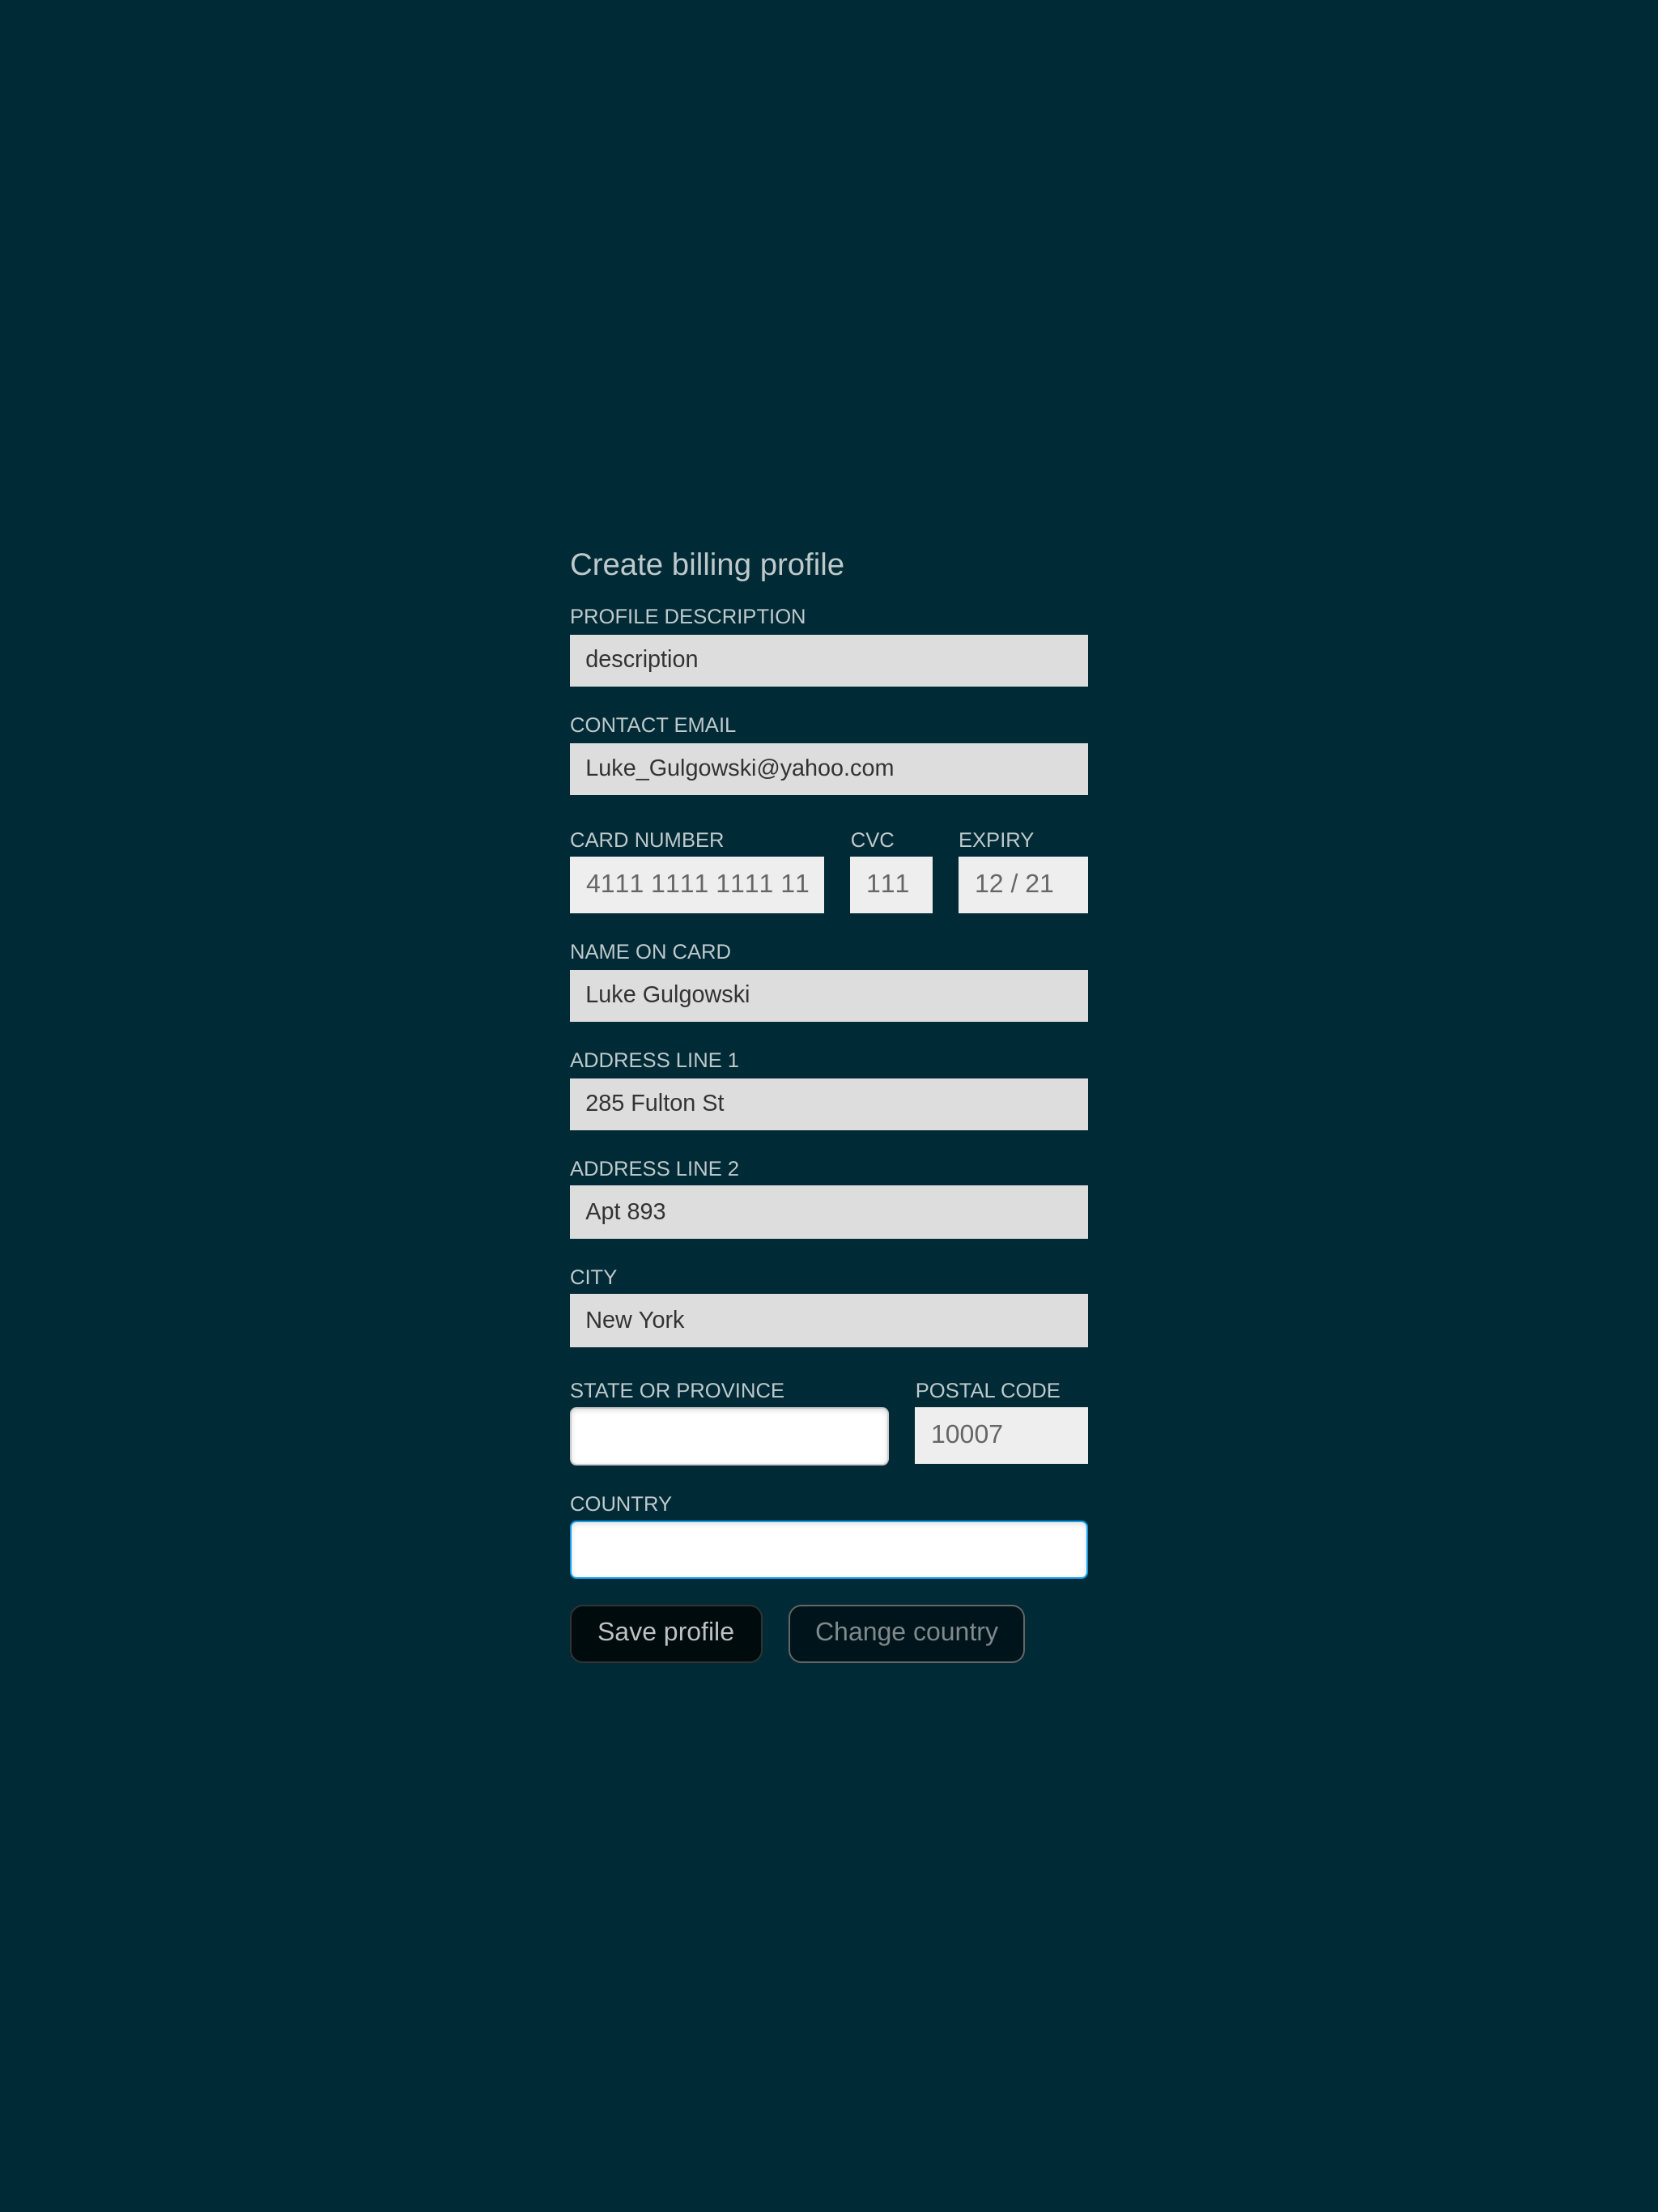 Create billing profile
PROFILE DESCRIPTION
description
CONTACT EMAIL
Luke_Gulgowski@yahoo.com
CARD NUMBER CVC EXPIRY
4111 1111 1111 11 111 12 / 21
NAME ON CARD
Luke Gulgowski
ADDRESS LINE 1
285 Fulton St
ADDRESS LINE 2
Apt 893
CITY
New York
STATE OR PROVINCE POSTAL CODE
10007
COUNTRY
Save profile Change country